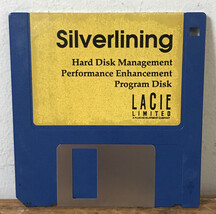 Silverlining
Hard Disk Management
Performance Enhancement
Program Disk
LACIE
LIMITED